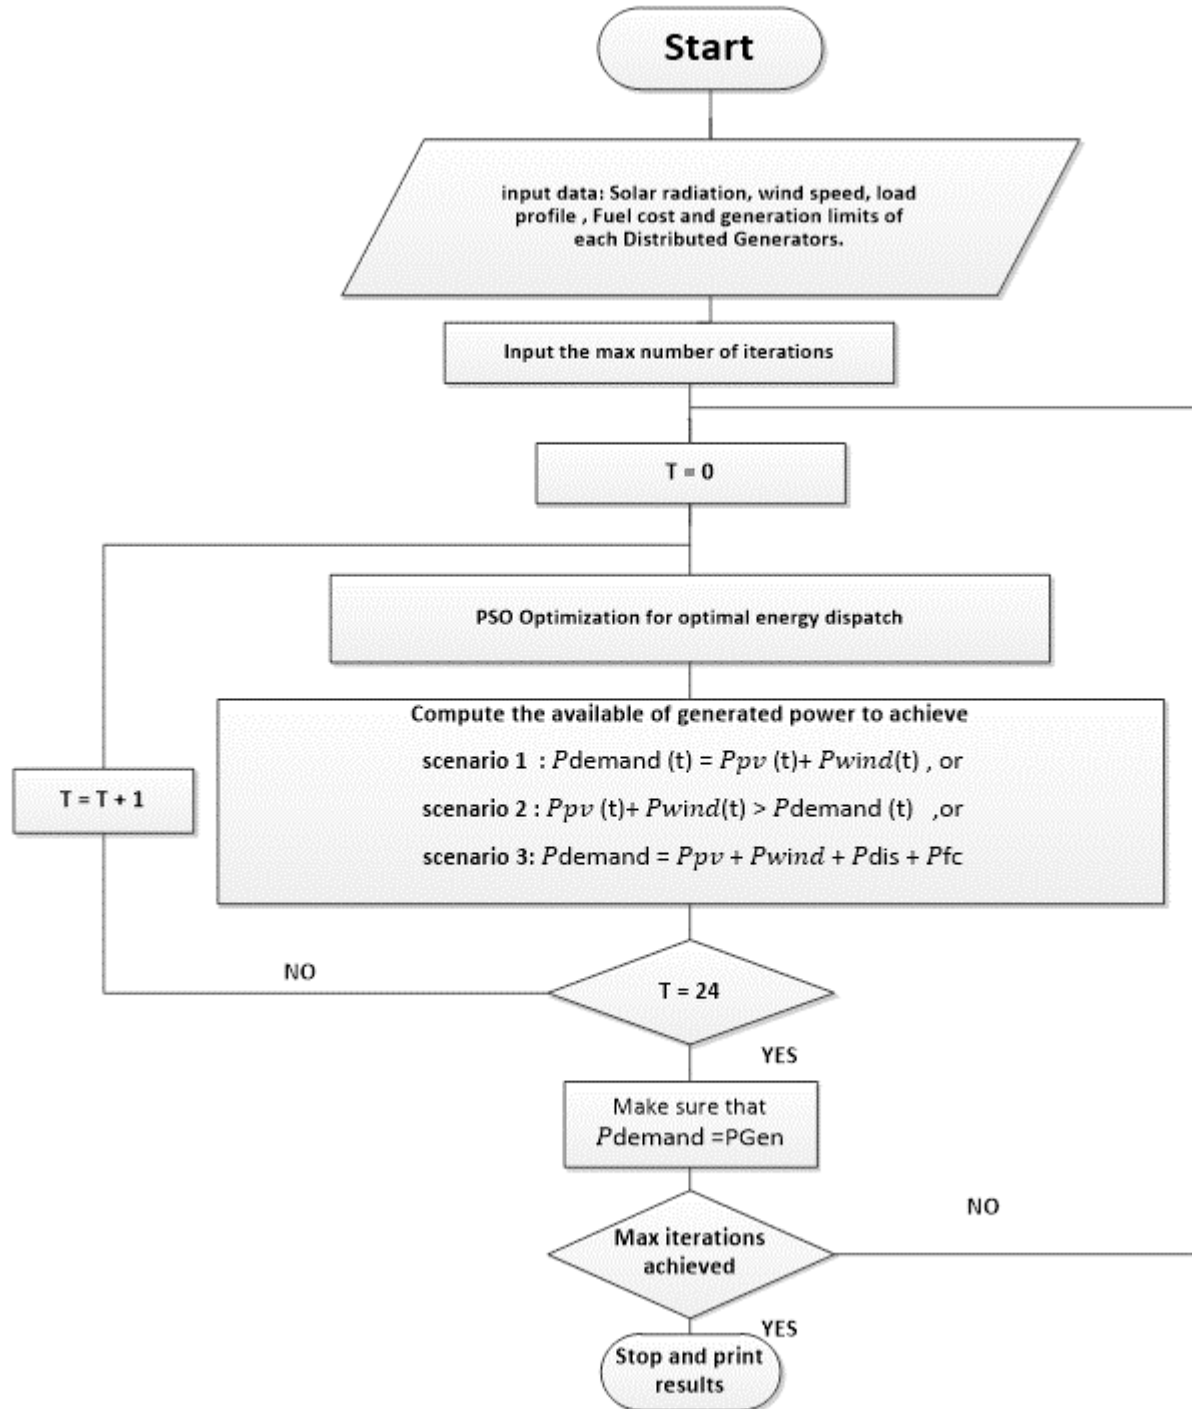 Start
input data: Solar radiation, wind speed, load
profile , Fuel cost and generation limits of
each Distributed Generators.
Input the max number of iterations
T = 0
PSO Optimization for optimal energy dispatch
Compute the available of generated power to achieve
scenario 1 : Pdemand (t) = Ppv (t)+ Pwind(t) , or
T = T + 1
scenario 2 : Ppv (t)+ Pwind(t) > Pdemand (t) ,or
scenario 3: Pdemand = Ppv + Pwind + Pdis + Pfc
NO
T = 24
YES
Make sure that
Pdemand =PGen
NO
Max iterations
achieved
YES
Stop and print
results